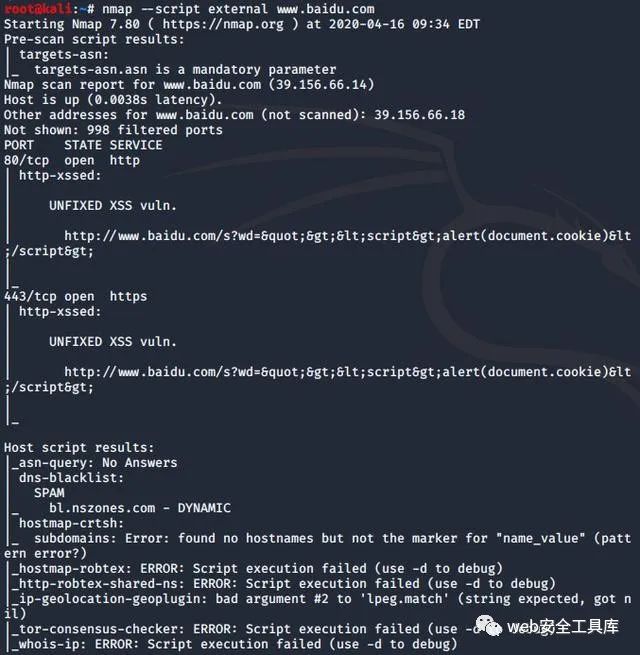 root@kali:~# nmap --script external www.baidu.com
Starting Nmap 7.80 ( https://nmap.org ) at 2020-04-16 09:34 EDT
Pre-scan script results:
| targets-asn:
|_  targets-asn.asn is a mandatory parameter
Nmap scan report for www.baidu.com (39.156.66.14)
Host is up (0.0038s latency).
Other addresses for www.baidu.com (not scanned): 39.156.66.18
Not shown: 998 filtered ports
PORT    STATE SERVICE
80/tcp  open  http
| http-xssed:
|
|     UNFIXED XSS vuln.
|
|       http://www.baidu.com/s?wd=&quot;&gt;&lt;script&gt;alert(document.cookie)&lt
;/script&gt;
|
|_
443/tcp open  https
| http-xssed:
|
|     UNFIXED XSS vuln.
|
|       http://www.baidu.com/s?wd=&quot;&gt;&lt;script&gt;alert(document.cookie)&lt
;/script&gt;
|
|_
Host script results:
|_asn-query: No Answers
| dns-blacklist:
|   SPAM
|_    bl.nszones.com - DYNAMIC
| hostmap-crtsh:
|_  subdomains: Error: found no hostnames but not the marker for "name_value" (patt
ern error?)
|_hostmap-robtex: ERROR: Script execution failed (use -d to debug)
|_http-robtex-shared-ns: ERROR: Script execution failed (use -d to debug)
|_ip-geolocation-geoplugin: bad argument #2 to 'lpeg.match' (string expected, got n
il)
|_tor-consensus-checker: ERROR: Script execution failed (use -d to debug)
|_whois-ip: ERROR: Script execution failed (use -d to debug)
web安全工具库